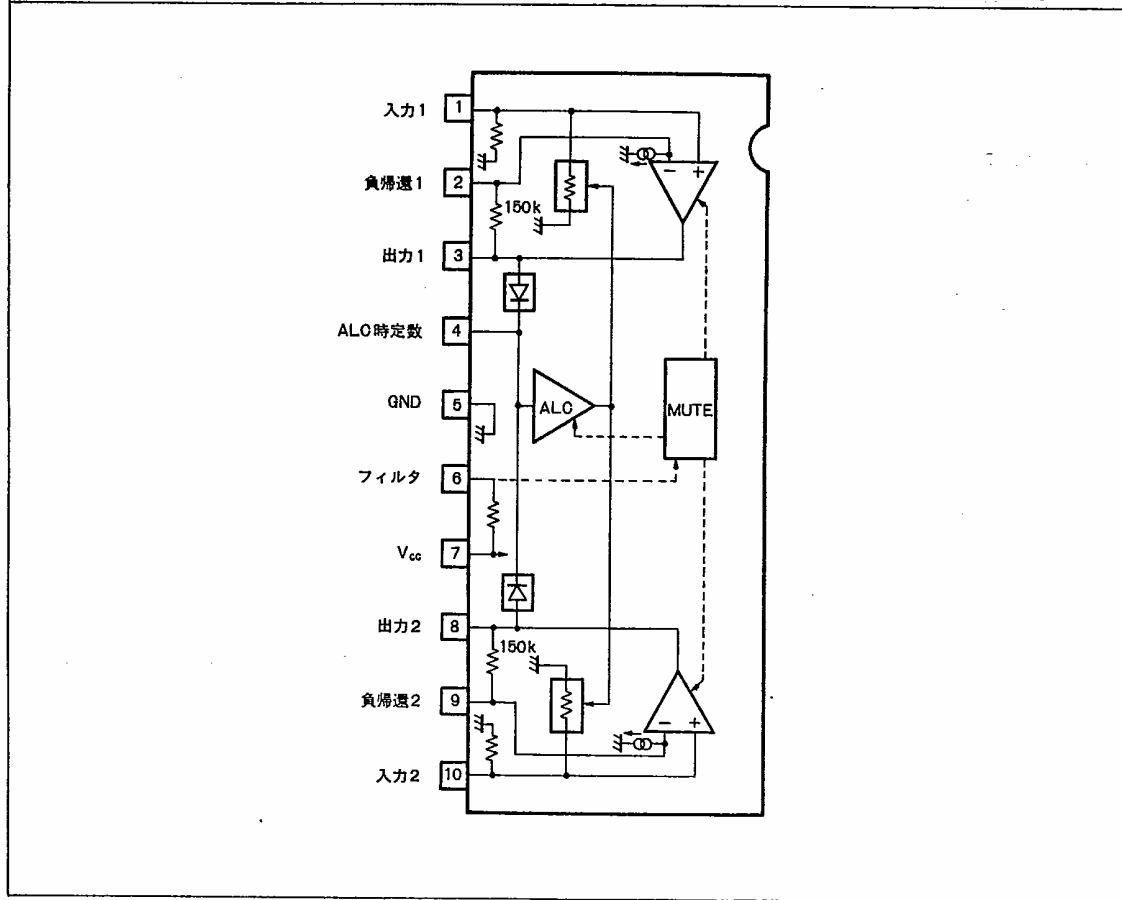 入力1 1
負帰還1 2
150k
出力1 3
ALC時定数 4
GND 5
フィルタ 6
Vcc 7
出力2 8
150k
負帰還2 9
入力2 10
− +
ALC
MUTE
− +